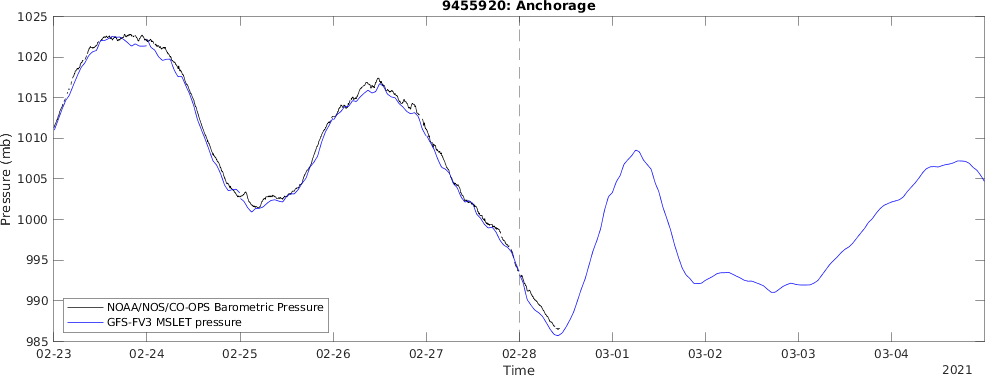 9455920: Anchorage
1025
1020
1015
1010
1005
1000
995
990
985
Pressure (mb)
NOAA/NOS/CO-OPS Barometric Pressure
GFS-FV3 MSLET pressure
02-23 02-24 02-25 02-26 02-27 02-28 03-01 03-02 03-03 03-04
Time
2021